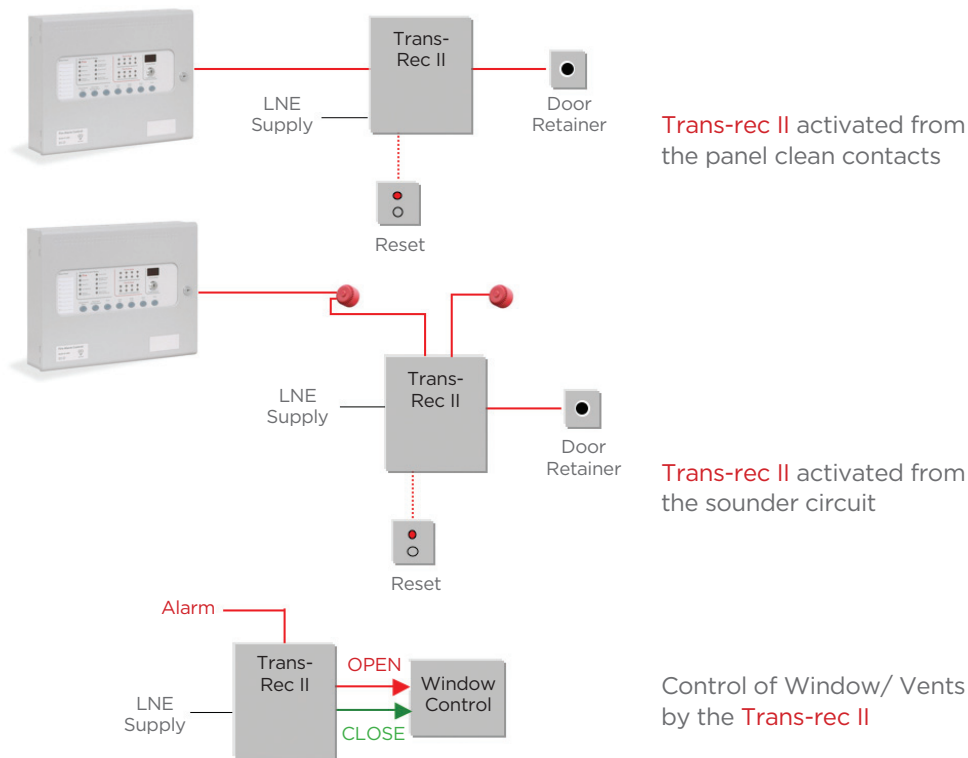 Trans-
Rec II
LNE
Supply
Door
Retainer
Reset
Trans-rec II activated from
the panel clean contacts
Trans-
Rec II
LNE
Supply
Door
Retainer
Reset
Trans-rec II activated from
the sounder circuit
Alarm
Trans-
Rec II
OPEN
Window
Control
LNE
Supply
CLOSE
Control of Window/ Vents
by the Trans-rec II